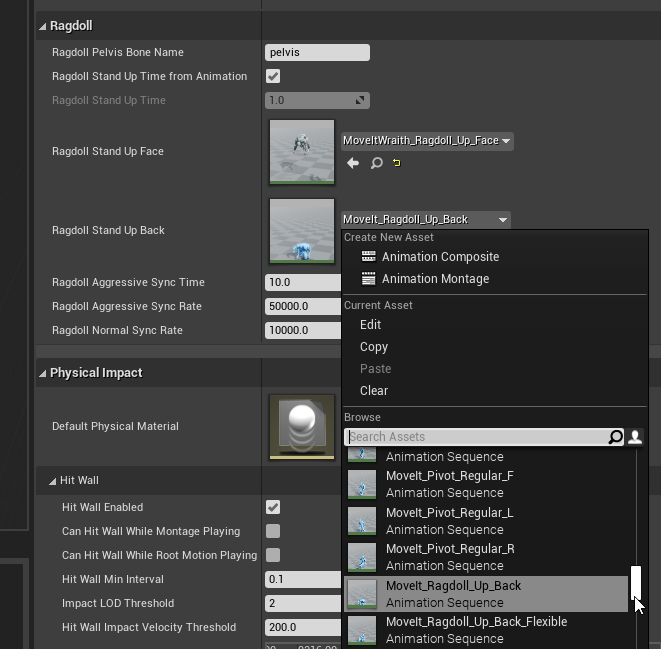 Ragdoll
Ragdoll Pelvis Bone Name
pelvis
Ragdoll Stand Up Time from Animation
Ragdoll Stand Up Time
1.0
Ragdoll Stand Up Face
MoveItWraith_Ragdoll_Up_Face
Ragdoll Stand Up Back
MoveIt_Ragdoll_Up_Back
Create New Asset
Animation Composite
Animation Montage
Current Asset
Edit
Copy
Paste
Clear
Browse
Search Assets
Animation Sequence
MoveIt_Pivot_Regular_F
Animation Sequence
MoveIt_Pivot_Regular_L
Animation Sequence
MoveIt_Pivot_Regular_R
Animation Sequence
MoveIt_Ragdoll_Up_Back
Animation Sequence
MoveIt_Ragdoll_Up_Back_Flexible
Animation Sequence
Ragdoll Aggressive Sync Time
10.0
Ragdoll Aggressive Sync Rate
50000.0
Ragdoll Normal Sync Rate
10000.0
Physical Impact
Default Physical Material
Hit Wall
Hit Wall Enabled
Can Hit Wall While Montage Playing
Can Hit Wall While Root Motion Playing
Hit Wall Min Interval
0.1
Impact LOD Threshold
2
Hit Wall Impact Velocity Threshold
200.0